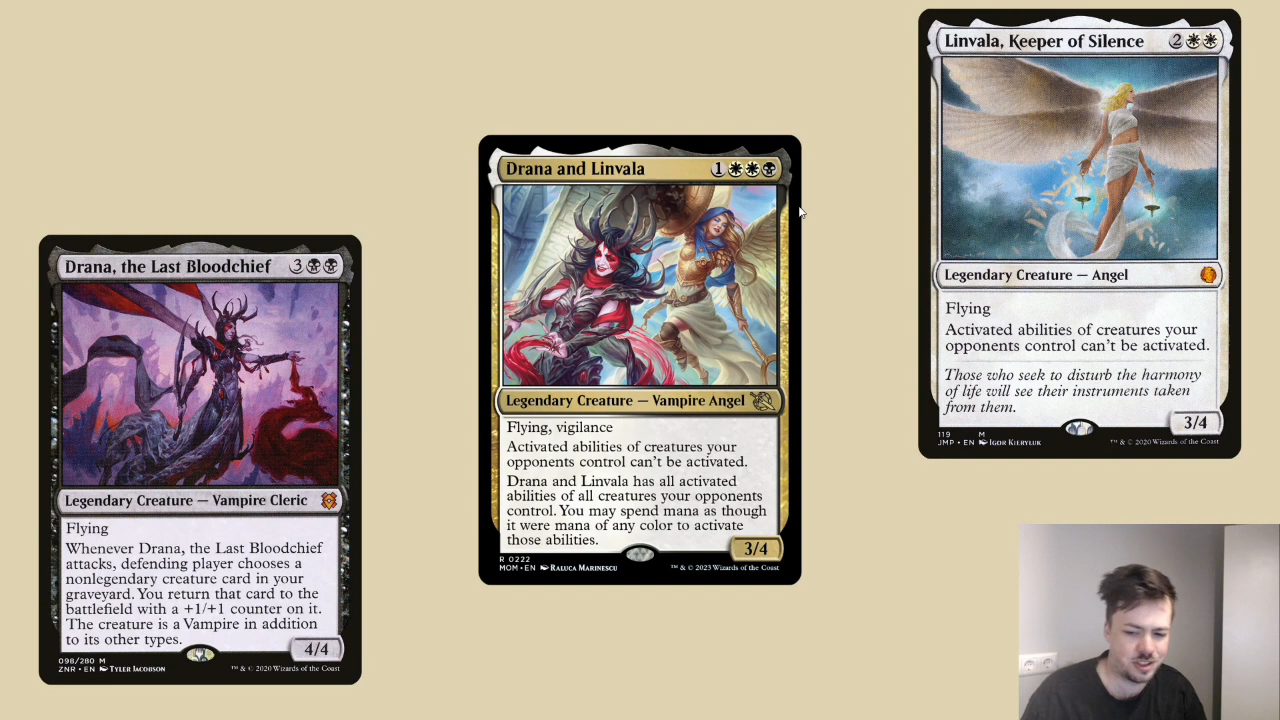 Drana, the Last Bloodchief 3
Legendary Creature — Vampire Cleric
Flying
Whenever Drana, the Last Bloodchief
attacks, defending player chooses a
nonlegendary creature card in your
graveyard. You return that card to the
battlefield with a +1/+1 counter on it.
The creature is a Vampire in addition
to its other types.
4/4
098/280 M
ZNR • EN Tyler Jacobson
™ & © 2020 Wizards of the Coast
Drana and Linvala 1
Legendary Creature — Vampire Angel
Flying, vigilance
Activated abilities of creatures your
opponents control can't be activated.
Drana and Linvala has all activated
abilities of all creatures your opponents
control. You may spend mana as though
it were mana of any color to activate
those abilities.
3/4
R 0222
MOM • EN Raluca Marinescu
™ & © 2023 Wizards of the Coast
Linvala, Keeper of Silence 2
Legendary Creature — Angel
Flying
Activated abilities of creatures your
opponents control can't be activated.
Those who seek to disturb the harmony
of life will see their instruments taken
from them.
3/4
119 M
JMP • EN Igor Kieryluk
™ & © 2020 Wizards of the Coast